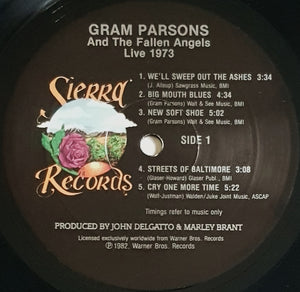 GRAM PARSONS
And The Fallen Angels
Live 1973
Sierra
Records
1. WE'LL SWEEP OUT THE ASHES 3:34
(J. Allsup) Sawgrass Music, BMI
2. BIG MOUTH BLUES 4:34
(Gram Parsons) Wait & See Music, BMI
3. NEW SOFT SHOE 5:02
(Gram Parsons) Wait & See Music, BMI
SIDE 1
4. STREETS OF BALTIMORE 3:08
(Glaser-Howard) Glaser Publ., BMI
5. CRY ONE MORE TIME 5:22
(Wolf-Justman) Walden/Juke Joint Music, ASCAP
Timings refer to music only
PRODUCED BY JOHN DELGATTO & MARLEY BRANT
Licensed exclusively worldwide from Warner Bros. Records
℗1982, Warner Bros. Records